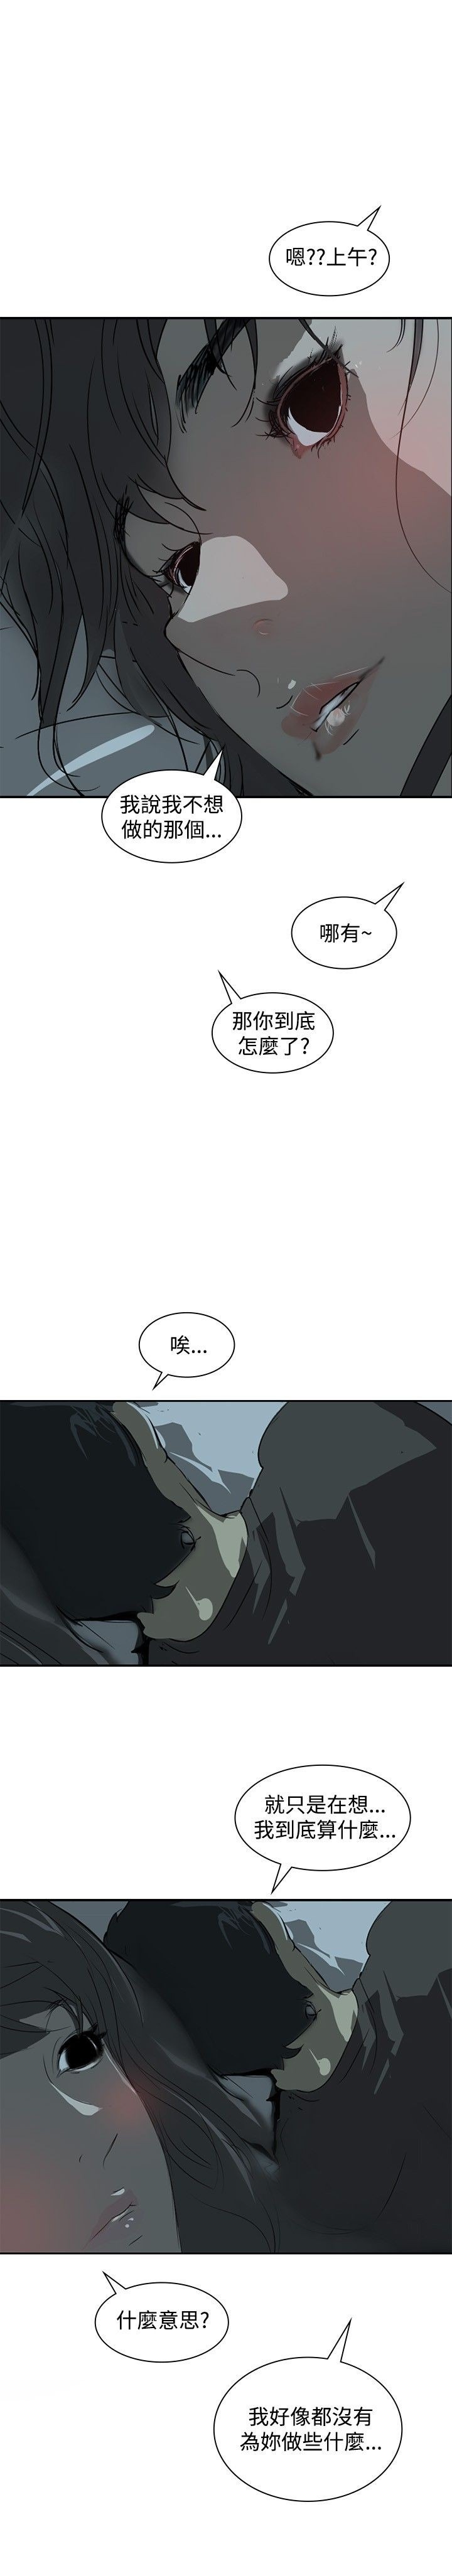 嗯??上午?
我說我不想
做的那個...
哪有~
那你到底
怎麼了?
唉...
就只是在想...
我到底算什麼...
什麼意思?
我好像都沒有
為妳做些什麼...